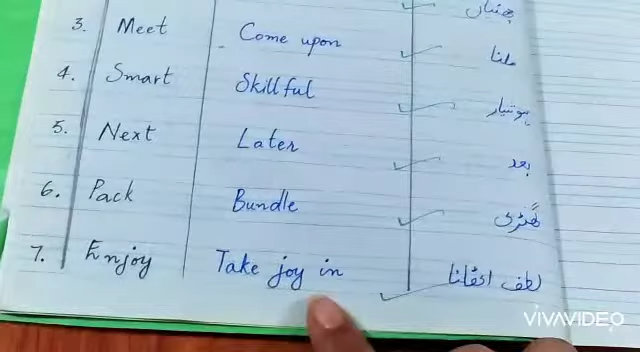 چھٹیاں
3. Meet Come upon ملنا
4. Smart Skillful ہوشیار
5. Next Later بعد
6. Pack Bundle گٹھڑی
7. Enjoy Take joy in لطف اٹھانا
VIVAVIDEO